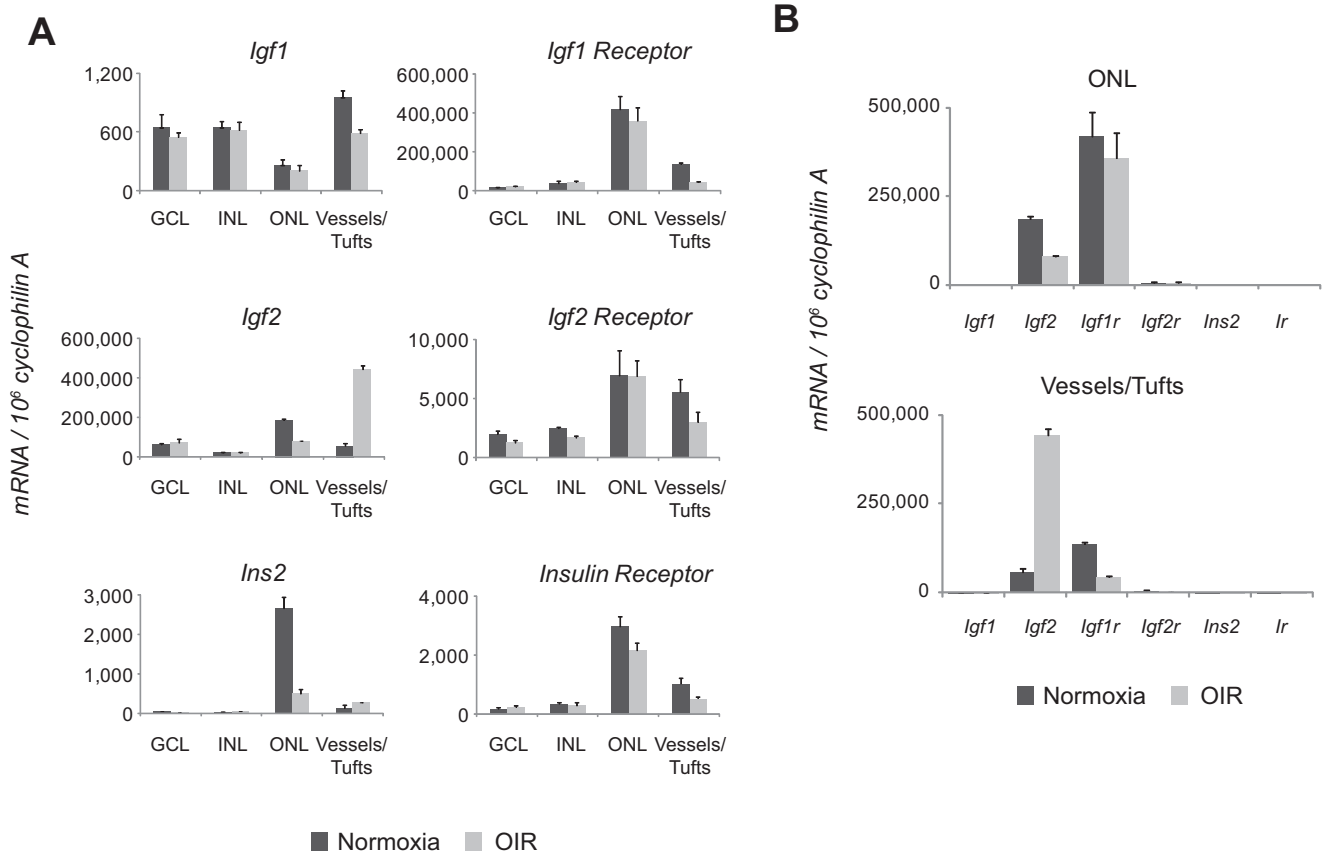 A
Igf1
1,200
600
0
GCL INL ONL Vessels/
Tufts
Igf1 Receptor
600,000
400,000
200,000
0
GCL INL ONL Vessels/
Tufts
mRNA / 10⁶ cyclophilin A
Igf2
600,000
400,000
200,000
0
GCL INL ONL Vessels/
Tufts
Igf2 Receptor
10,000
5,000
0
GCL INL ONL Vessels/
Tufts
Ins2
3,000
2,000
1,000
0
GCL INL ONL Vessels/
Tufts
Insulin Receptor
4,000
2,000
0
GCL INL ONL Vessels/
Tufts
Normoxia OIR
B
mRNA / 10⁶ cyclophilin A
ONL
500,000
250,000
0
Igf1 Igf2 Igf1r Igf2r Ins2 Ir
Vessels/Tufts
500,000
250,000
0
Igf1 Igf2 Igf1r Igf2r Ins2 Ir
Normoxia OIR